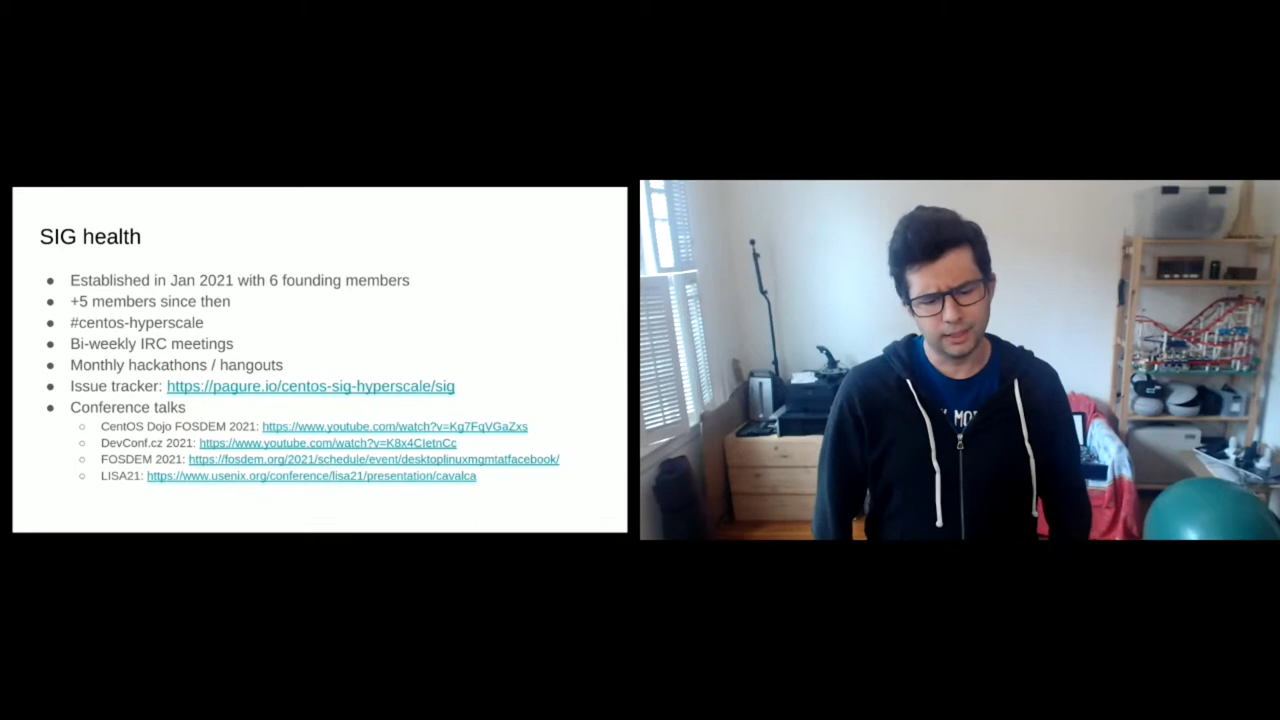 SIG health
● Established in Jan 2021 with 6 founding members
● +5 members since then
● #centos-hyperscale
● Bi-weekly IRC meetings
● Monthly hackathons / hangouts
● Issue tracker: https://pagure.io/centos-sig-hyperscale/sig
● Conference talks
○ CentOS Dojo FOSDEM 2021: https://www.youtube.com/watch?v=Kg7FqVGaZxs
○ DevConf.cz 2021: https://www.youtube.com/watch?v=K8x4CIetnCc
○ FOSDEM 2021: https://fosdem.org/2021/schedule/event/desktoplinuxmgmtatfacebook/
○ LISA21: https://www.usenix.org/conference/lisa21/presentation/cavalca